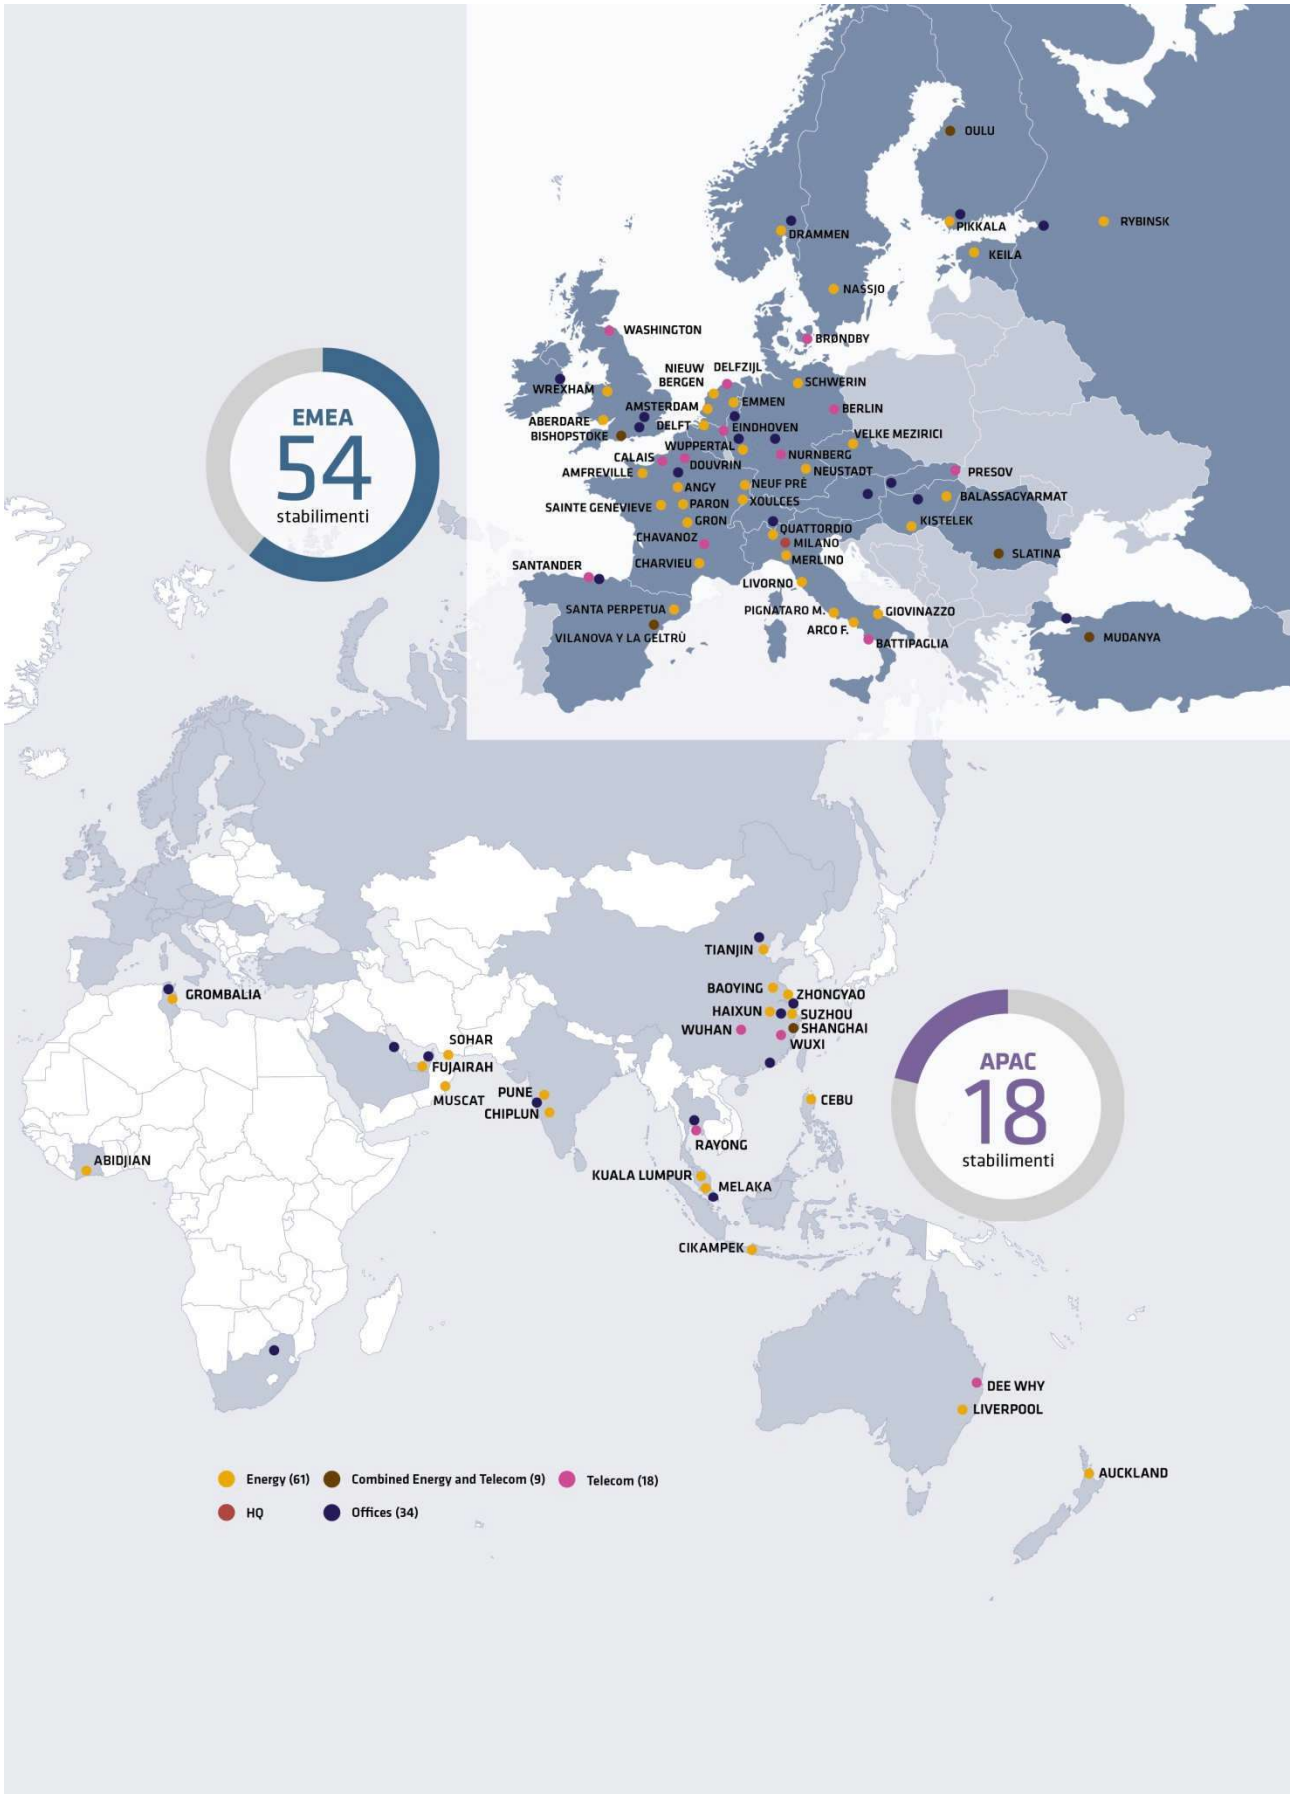 OULU
PIKKALA
RYBINSK
DRAMMEN
KEILA
NASSJO
WASHINGTON
BRØNDBY
NIEUW
BERGEN
DELFZIJL
SCHWERIN
WREXHAM
EMMEN
AMSTERDAM
BERLIN
ABERDARE
DELFT
EINDHOVEN
BISHOPSTOKE
VELKE MEZIRICI
WUPPERTAL
CALAIS
DOUVRIN
NURNBERG
AMFREVILLE
NEUSTADT
PRESOV
ANGY
NEUF PRÈ
BALASSAGYARMAT
SAINTE GENEVIEVE
PARON
XOULCES
GRON
QUATTORDIO
KISTELEK
CHAVANOZ
MILANO
SLATINA
SANTANDER
CHARVIEU
MERLINO
LIVORNO
SANTA PERPETUA
PIGNATARO M.
GIOVINAZZO
VILANOVA Y LA GELTRÙ
ARCO F.
BATTIPAGLIA
MUDANYA
EMEA
54
stabilimenti
TIANJIN
BAOYING
ZHONGYAO
GROMBALIA
HAIXUN
SUZHOU
WUHAN
SHANGHAI
WUXI
SOHAR
FUJAIRAH
MUSCAT
PUNE
CHIPLUN
CEBU
RAYONG
ABIDJIAN
KUALA LUMPUR
MELAKA
CIKAMPEK
APAC
18
stabilimenti
DEE WHY
LIVERPOOL
AUCKLAND
Energy (61)
Combined Energy and Telecom (9)
Telecom (18)
HQ
Offices (34)